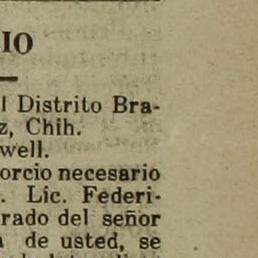 IO
l Distrito Bra-
z, Chih.
well.
orcio necesario
. Lic. Federi-
rado del señor
de usted, se